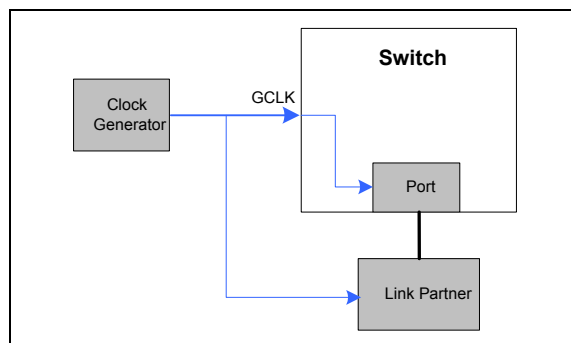 Switch
GCLK
Clock
Generator
Port
Link Partner